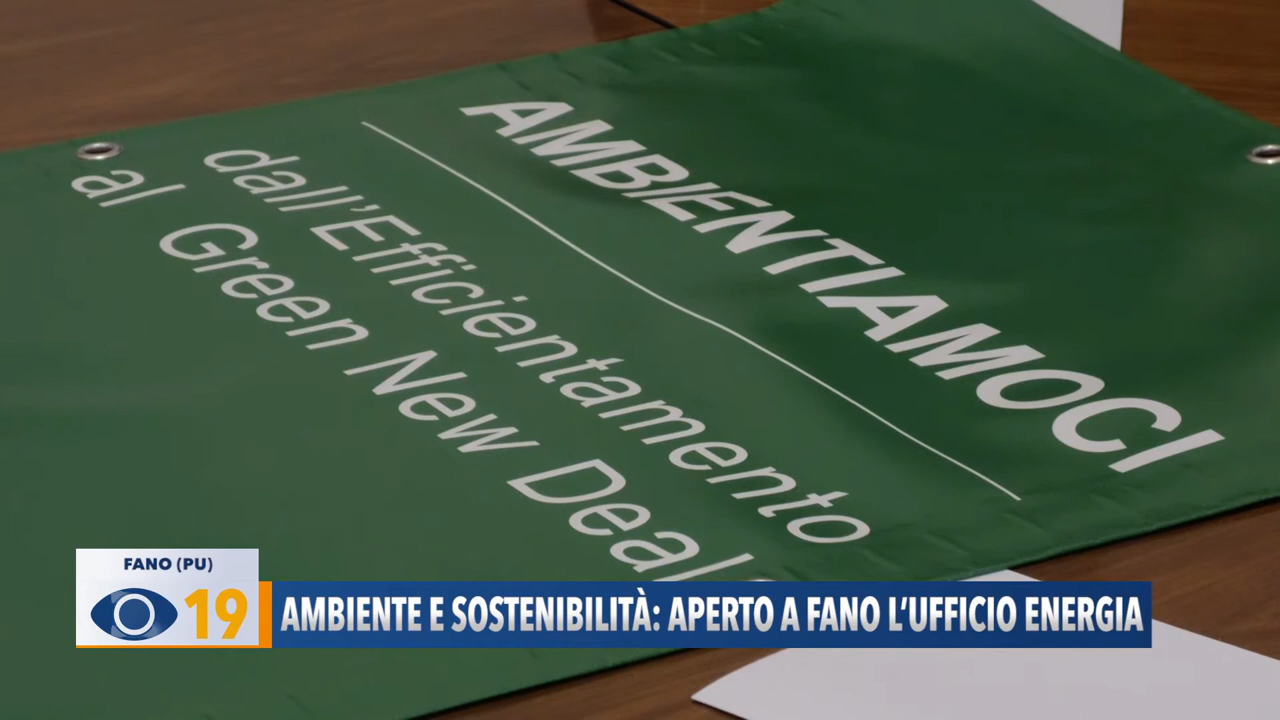 AMBIENTIAMOCI
dall'Efficientamento
al Green New Deal
FANO (PU)
19
AMBIENTE E SOSTENIBILITÀ: APERTO A FANO L'UFFICIO ENERGIA